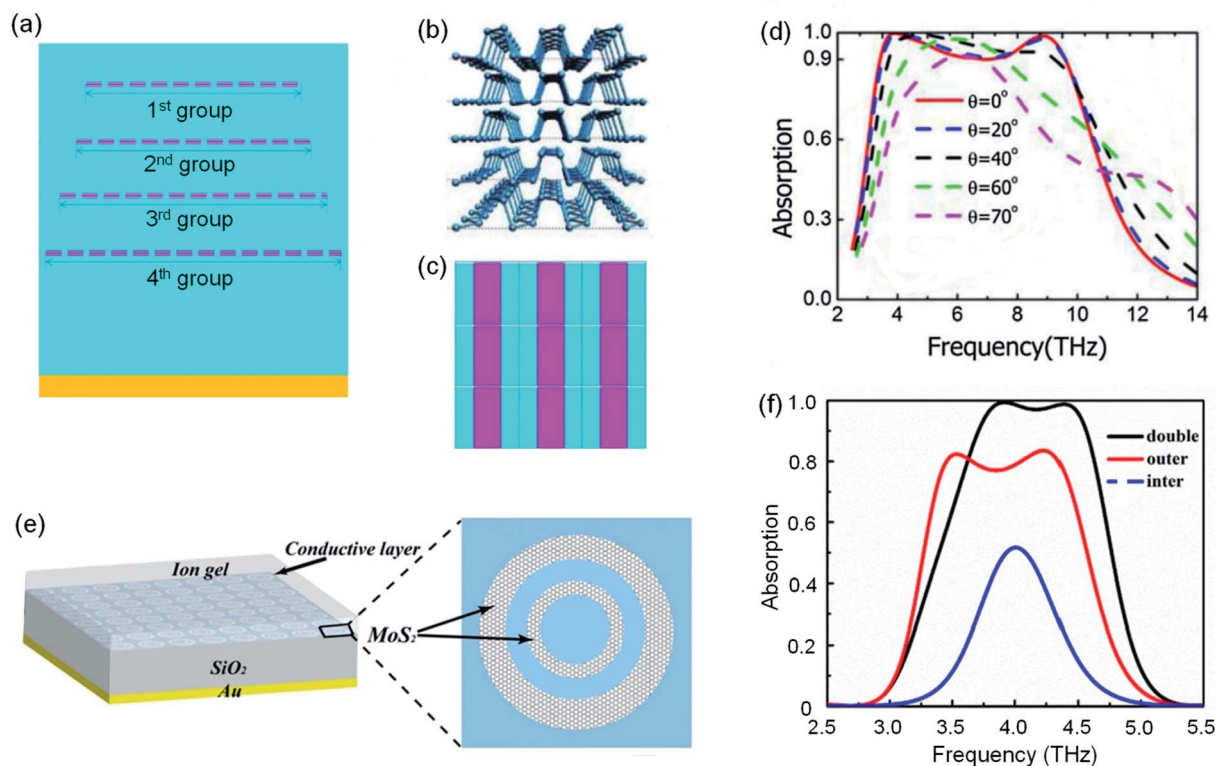 (a)
1st group
2nd group
3rd group
4th group
(b)
(c)
(d)
Absorption
1.0
0.9
0.6
0.3
0.0
θ=0°
θ=20°
θ=40°
θ=60°
θ=70°
2 4 6 8 10 12 14
Frequency(THz)
(e)
Conductive layer
Ion gel
MoS2
SiO2
Au
(f)
Absorption
1.0
0.8
0.6
0.4
0.2
0
double
outer
inter
2.5 3.0 3.5 4.0 4.5 5.0 5.5
Frequency (THz)